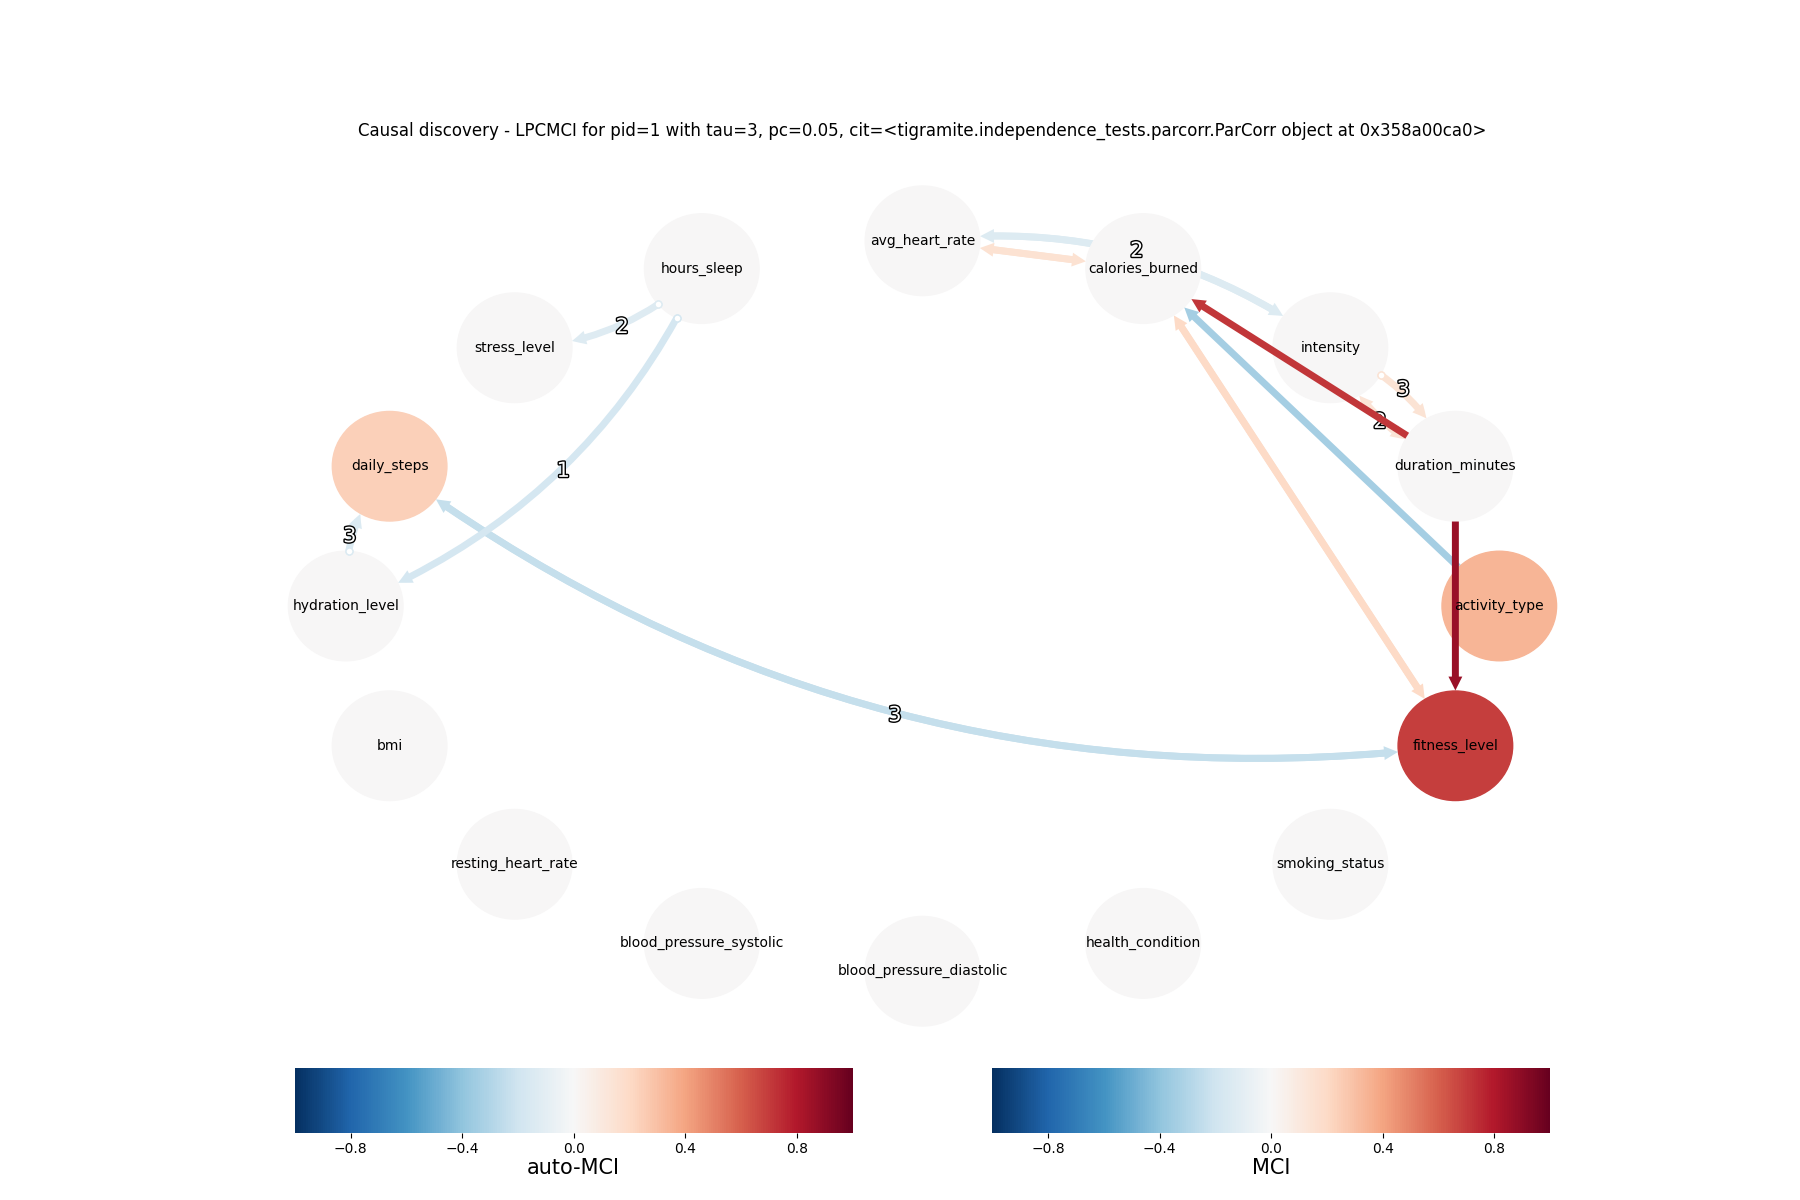 Causal discovery - LPCMCI for pid=1 with tau=3, pc=0.05, cit=<tigramite.independence_tests.parcorr.ParCorr object at 0x358a00ca0>
avg_heart_rate
2
hours_sleep
calories_burned
2
stress_level
intensity
3
2
daily_steps
1
duration_minutes
3
hydration_level
activity_type
3
bmi
fitness_level
resting_heart_rate
smoking_status
blood_pressure_systolic
health_condition
blood_pressure_diastolic
−0.8 −0.4 0.0 0.4 0.8
auto-MCI
−0.8 −0.4 0.0 0.4 0.8
MCI